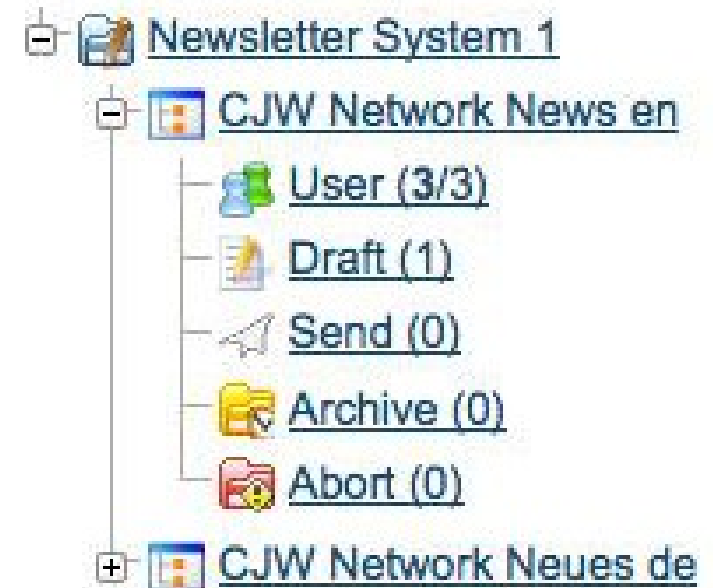 Newsletter System 1
CJW Network News en
User (3/3)
Draft (1)
Send (0)
Archive (0)
Abort (0)
CJW Network Neues de